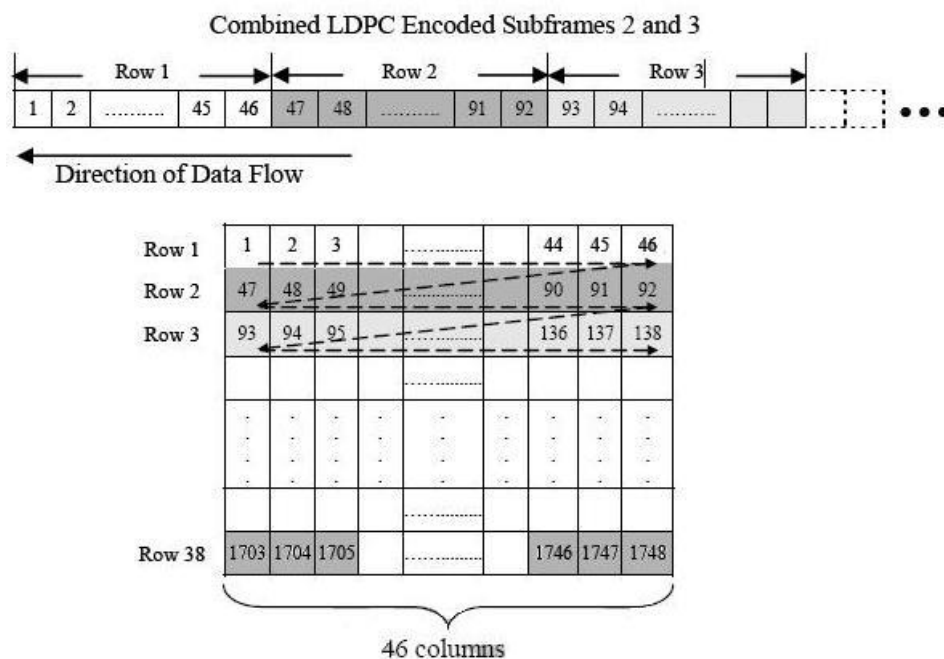 Combined LDPC Encoded Subframes 2 and 3
Row 1 Row 2 Row 3
1 2 .......... 45 46 47 48 .......... 91 92 93 94 ..........
Direction of Data Flow
Row 1 1 2 3 .............. 44 45 46
Row 2 47 48 49 .............. 90 91 92
Row 3 93 94 95 .............. 136 137 138
..............
..............
Row 38 1703 1704 1705 .............. 1746 1747 1748
46 columns